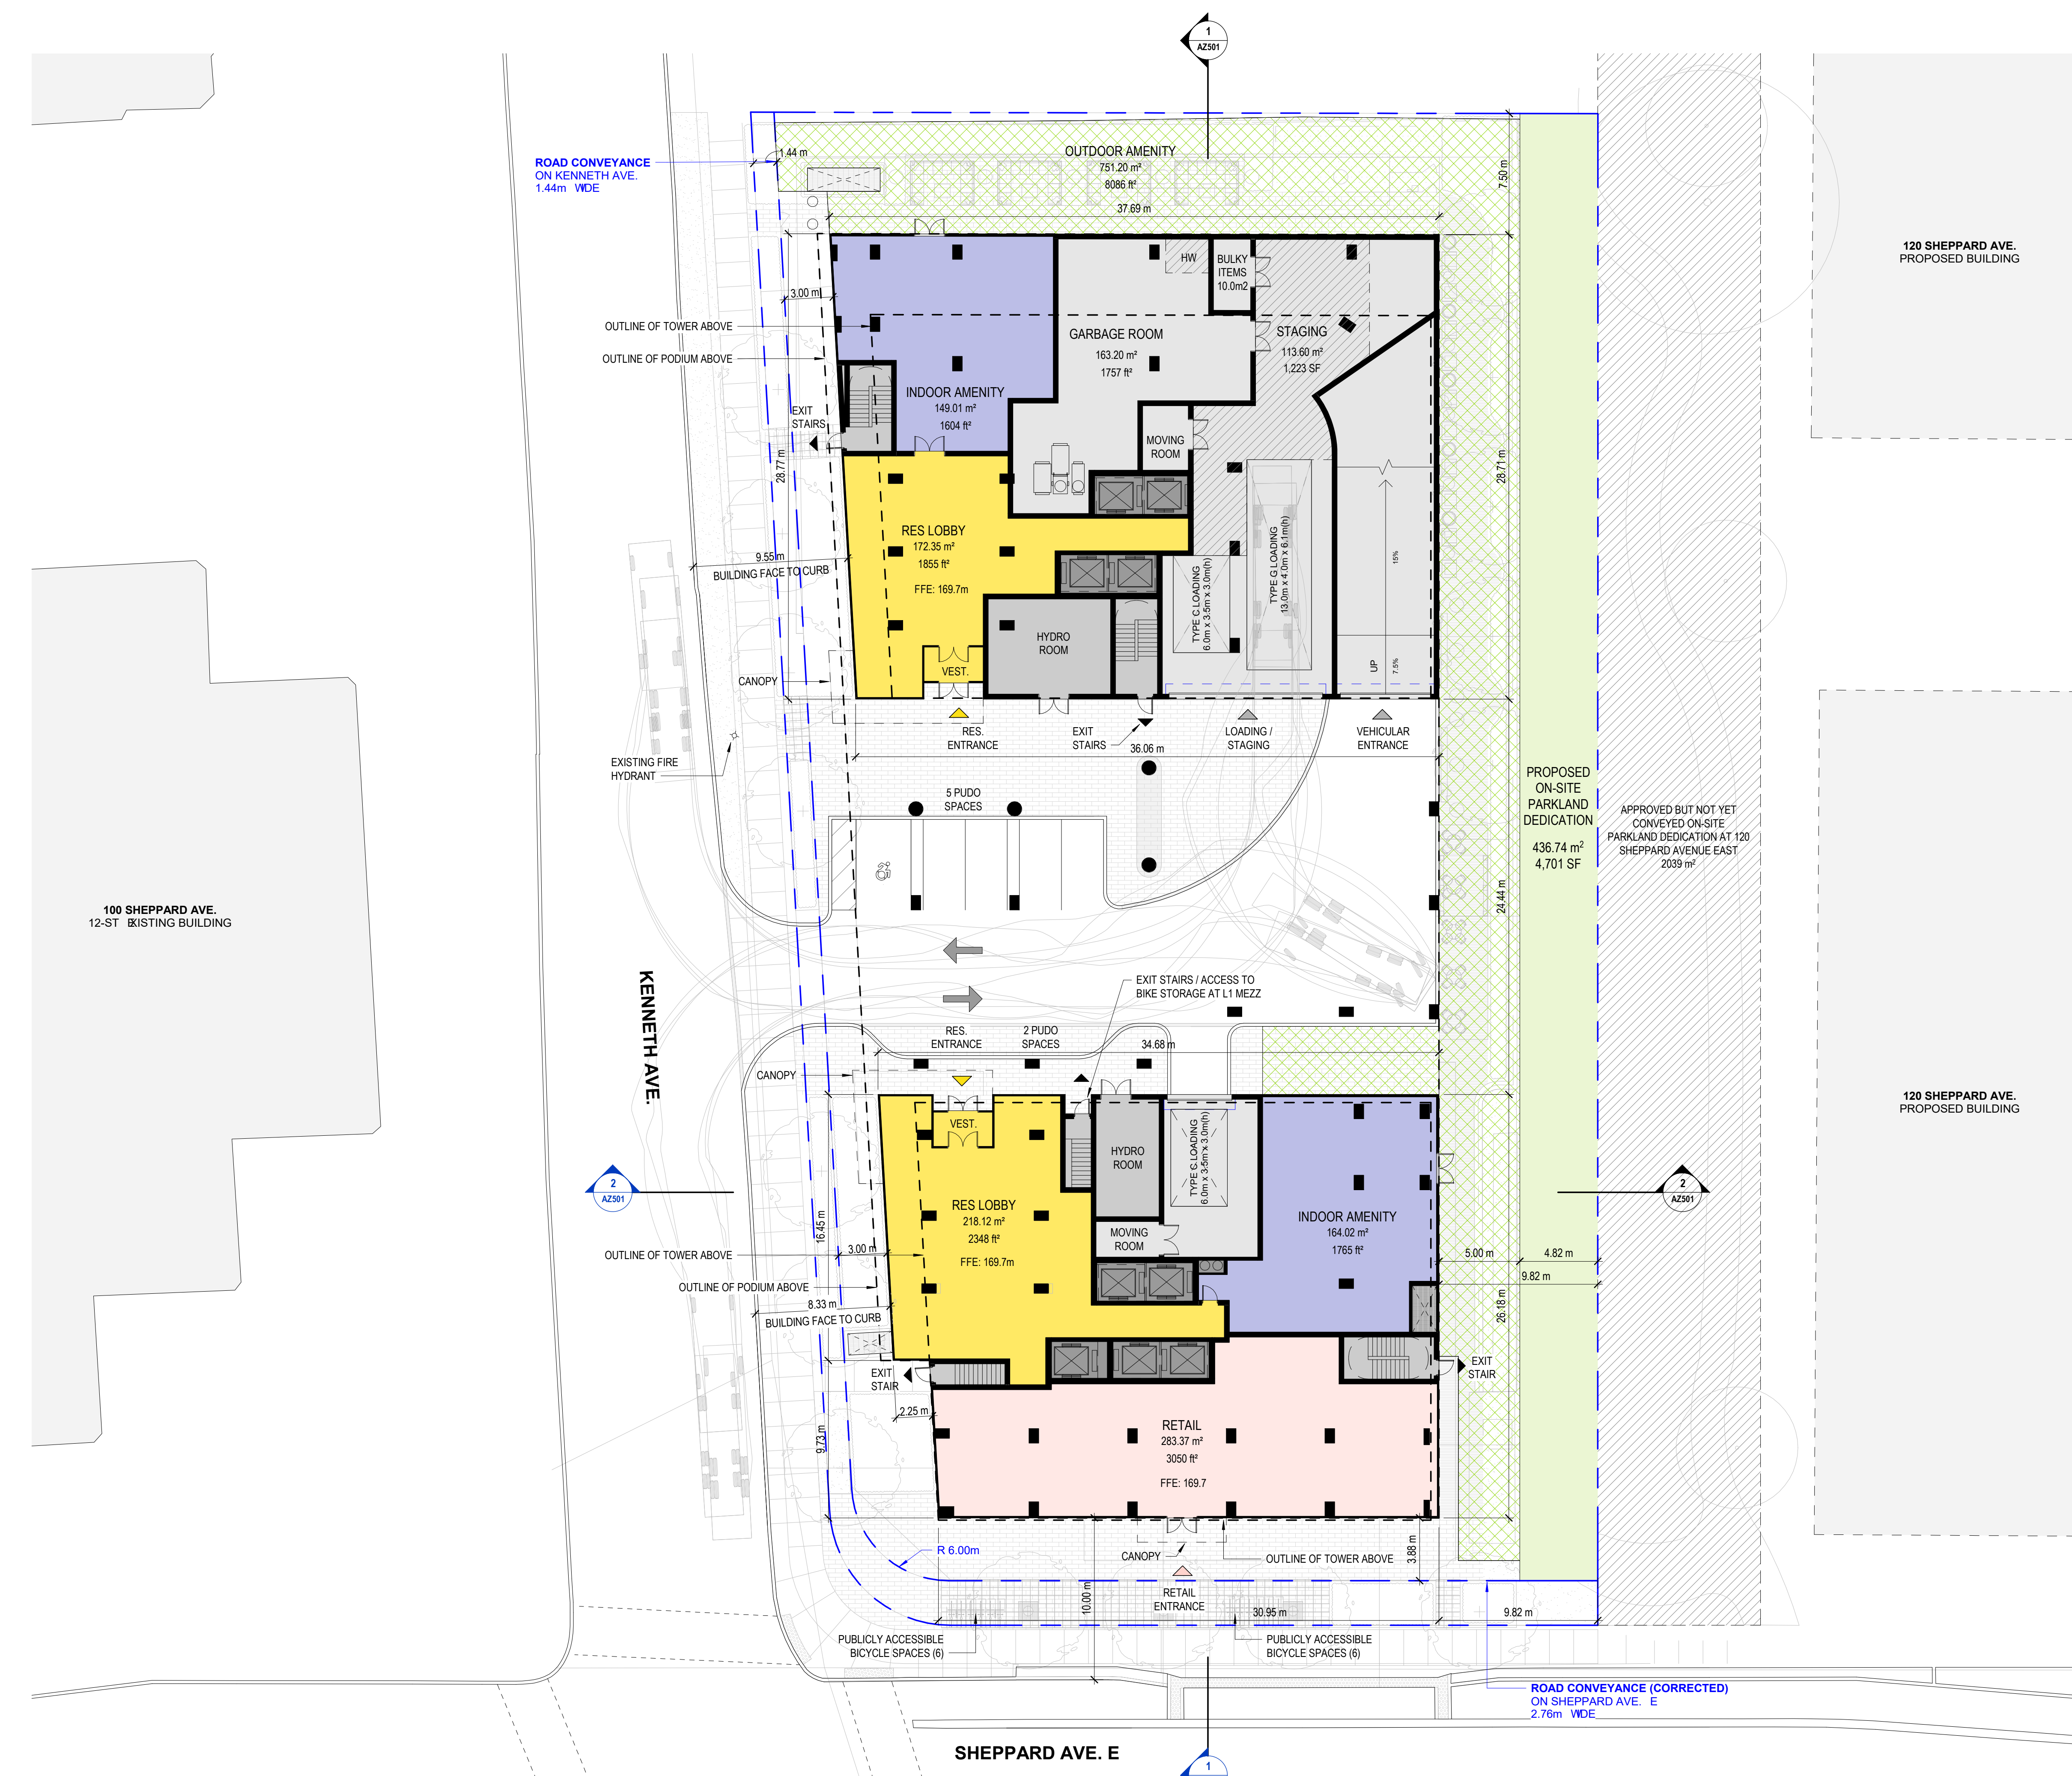 1
AZ501
ROAD CONVEYANCE
ON KENNETH AVE.
1.44m WIDE
1.44 m
OUTDOOR AMENITY
751.20 m²
8086 ft²
37.69 m
7.50 m
120 SHEPPARD AVE.
PROPOSED BUILDING
HW
BULKY
ITEMS
10.0m2
3.00 m
OUTLINE OF TOWER ABOVE
OUTLINE OF PODIUM ABOVE
GARBAGE ROOM
163.20 m²
1757 ft²
STAGING
113.60 m²
1,223 SF
INDOOR AMENITY
149.01 m²
1604 ft²
EXIT
STAIRS
MOVING
ROOM
28.77 m
28.71 m
RES LOBBY
172.35 m²
1855 ft²
FFE: 169.7m
9.55 m
BUILDING FACE TO CURB
TYPE C LOADING
6.0m x 3.5m x 3.0m(h)
TYPE G LOADING
13.0m x 4.0m x 6.1m(h)
15%
HYDRO
ROOM
VEST.
UP
7.5%
CANOPY
RES.
ENTRANCE
EXIT
STAIRS
LOADING /
STAGING
VEHICULAR
ENTRANCE
36.06 m
EXISTING FIRE
HYDRANT
5 PUDO
SPACES
PROPOSED
ON-SITE
PARKLAND
DEDICATION
436.74 m²
4,701 SF
APPROVED BUT NOT YET
CONVEYED ON-SITE
PARKLAND DEDICATION AT 120
SHEPPARD AVENUE EAST
2039 m²
24.44 m
100 SHEPPARD AVE.
12-ST EXISTING BUILDING
KENNETH AVE.
EXIT STAIRS / ACCESS TO
BIKE STORAGE AT L1 MEZZ
RES.
ENTRANCE
2 PUDO
SPACES
34.68 m
CANOPY
120 SHEPPARD AVE.
PROPOSED BUILDING
VEST.
HYDRO
ROOM
TYPE C LOADING
6.0m x 3.5m x 3.0m(h)
2
AZ501
2
AZ501
RES LOBBY
218.12 m²
2348 ft²
FFE: 169.7m
MOVING
ROOM
INDOOR AMENITY
164.02 m²
1765 ft²
16.45 m
3.00 m
OUTLINE OF TOWER ABOVE
OUTLINE OF PODIUM ABOVE
5.00 m
4.82 m
9.82 m
8.33 m
BUILDING FACE TO CURB
26.18 m
EXIT
STAIR
EXIT
STAIR
2.25 m
9.73 m
RETAIL
283.37 m²
3050 ft²
FFE: 169.7
R 6.00m
CANOPY
OUTLINE OF TOWER ABOVE
3.88 m
10.00 m
RETAIL
ENTRANCE
30.95 m
9.82 m
PUBLICLY ACCESSIBLE
BICYCLE SPACES (6)
PUBLICLY ACCESSIBLE
BICYCLE SPACES (6)
ROAD CONVEYANCE (CORRECTED)
ON SHEPPARD AVE. E
2.76m WIDE
SHEPPARD AVE. E
1